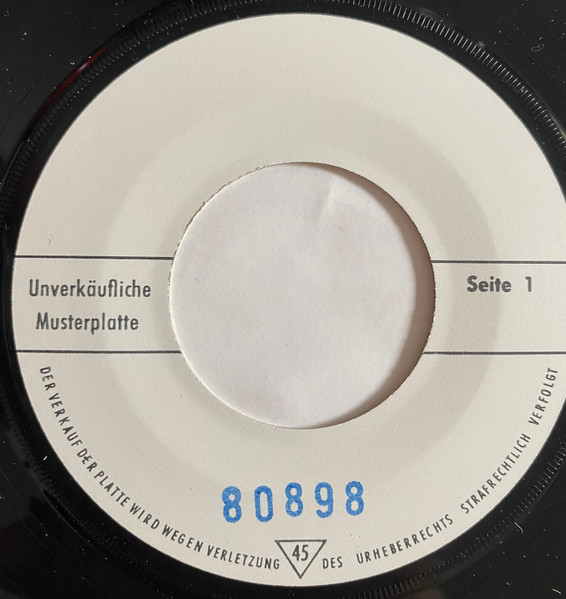 Unverkäufliche
Musterplatte
Seite 1
80898
DER VERKAUF DER PLATTE WIRD WEGEN VERLETZUNG DES URHEBERRECHTS STRAFRECHTLICH VERFOLGT
45